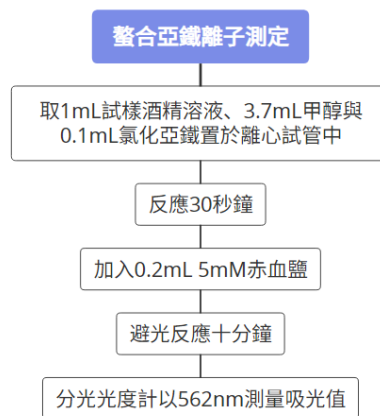 螯合亞鐵離子測定
取1mL試樣酒精溶液、3.7mL甲醇與
0.1mL氯化亞鐵置於離心試管中
反應30秒鐘
加入0.2mL 5mM赤血鹽
避光反應十分鐘
分光光度計以562nm測量吸光值